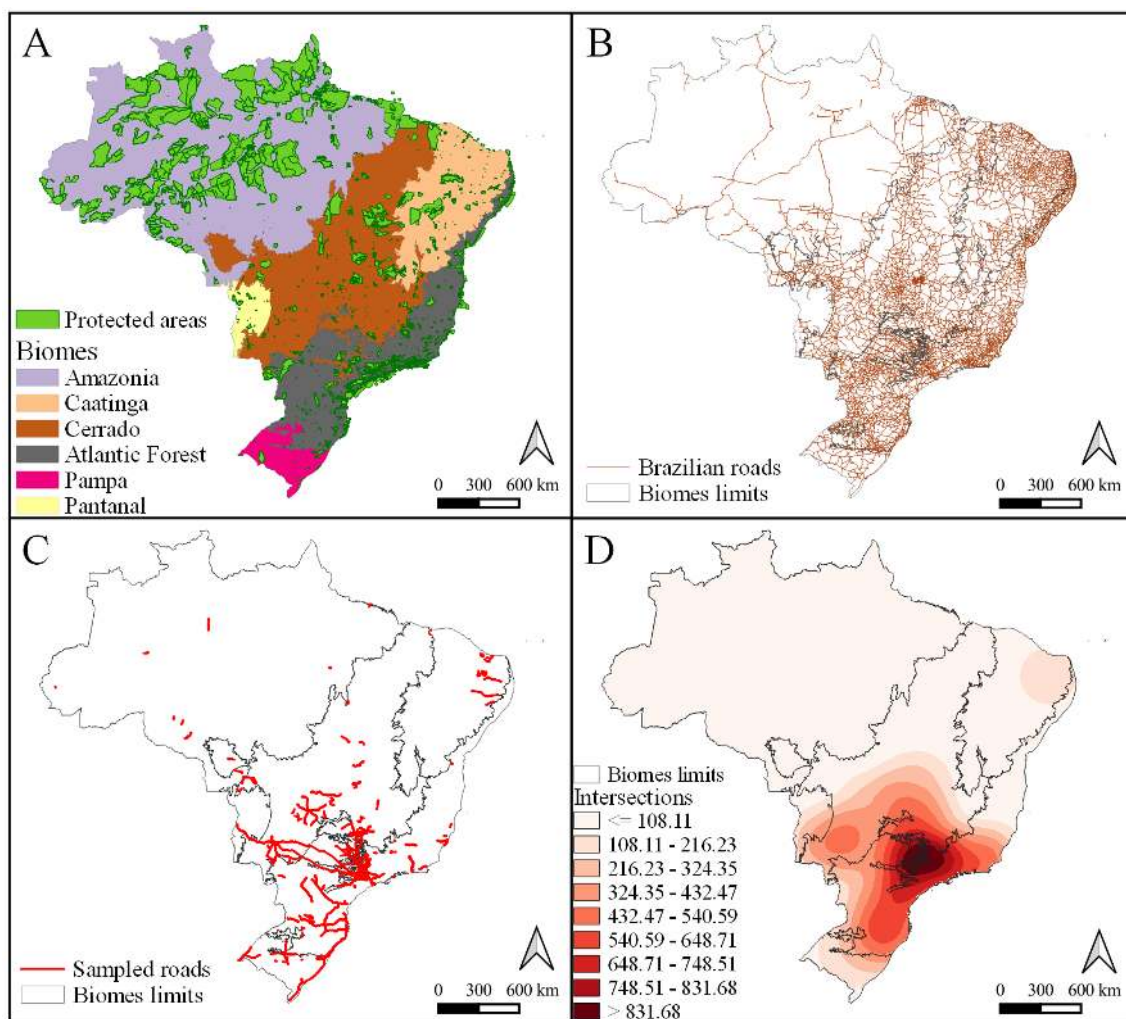 A
Protected areas
Biomes
Amazonia
Caatinga
Cerrado
Atlantic Forest
Pampa
Pantanal
0 300 600 km
B
Brazilian roads
Biomes limits
0 300 600 km
C
Sampled roads
Biomes limits
0 300 600 km
D
Biomes limits
Intersections
<= 108.11
108.11 - 216.23
216.23 - 324.35
324.35 - 432.47
432.47 - 540.59
540.59 - 648.71
648.71 - 748.51
748.51 - 831.68
> 831.68
0 300 600 km